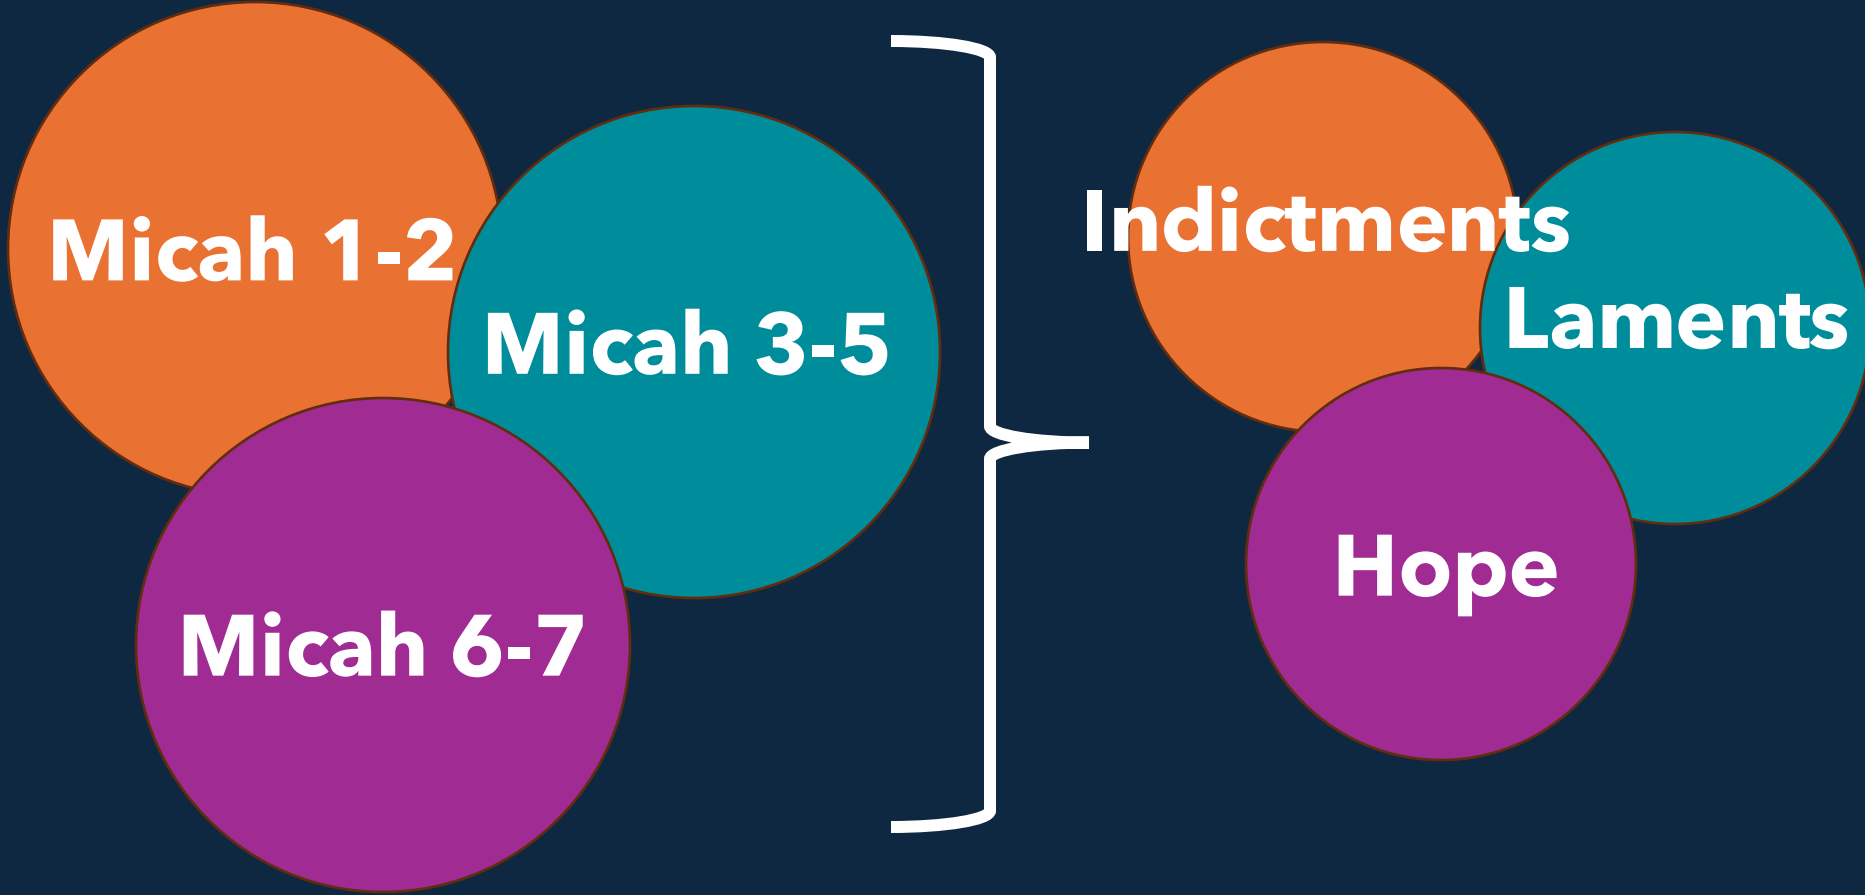 Micah 1-2
Micah 3-5
Micah 6-7
Indictments
Laments
Hope